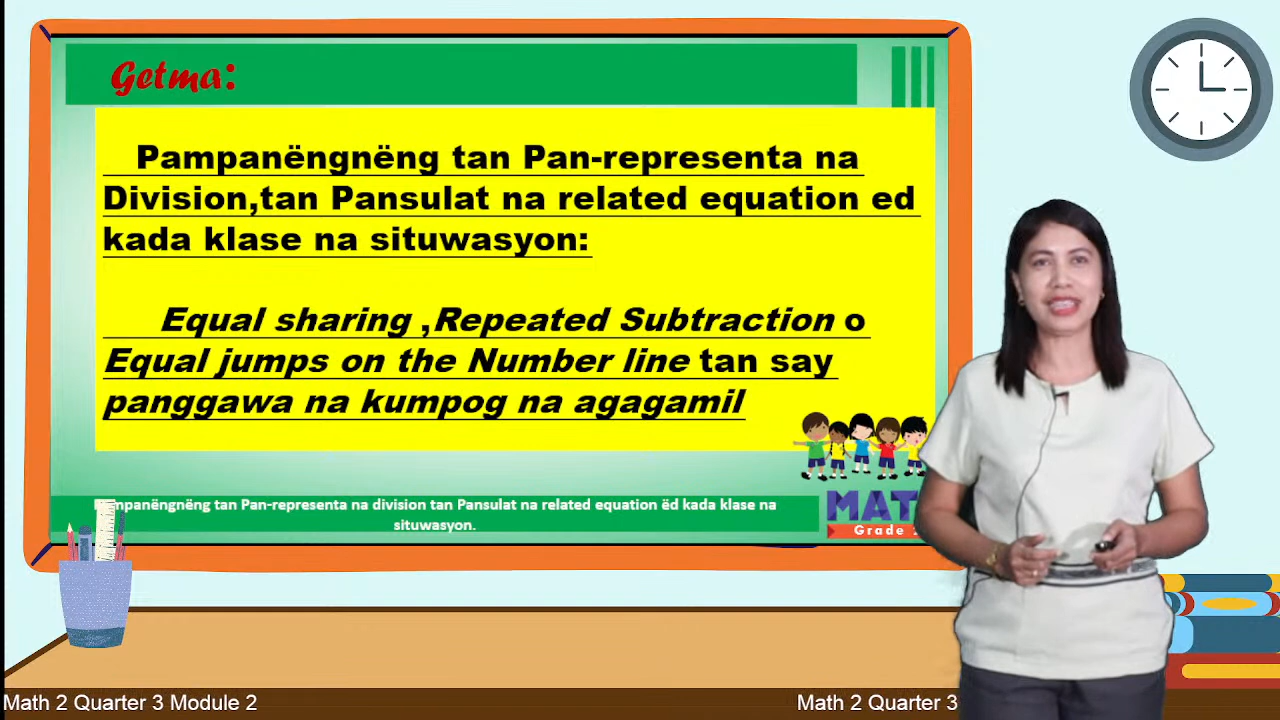 Getma:
Pampanëngnëng tan Pan-representa na
Division,tan Pansulat na related equation ed
kada klase na situwasyon:
Equal sharing ,Repeated Subtraction o
Equal jumps on the Number line tan say
panggawa na kumpog na agagamil
tan Pan-representa na division tan Pansulat na related equation ëd kada klase na
situwasyon.
Grade
Math 2 Quarter 3 Module 2
Math 2 Quarter 3